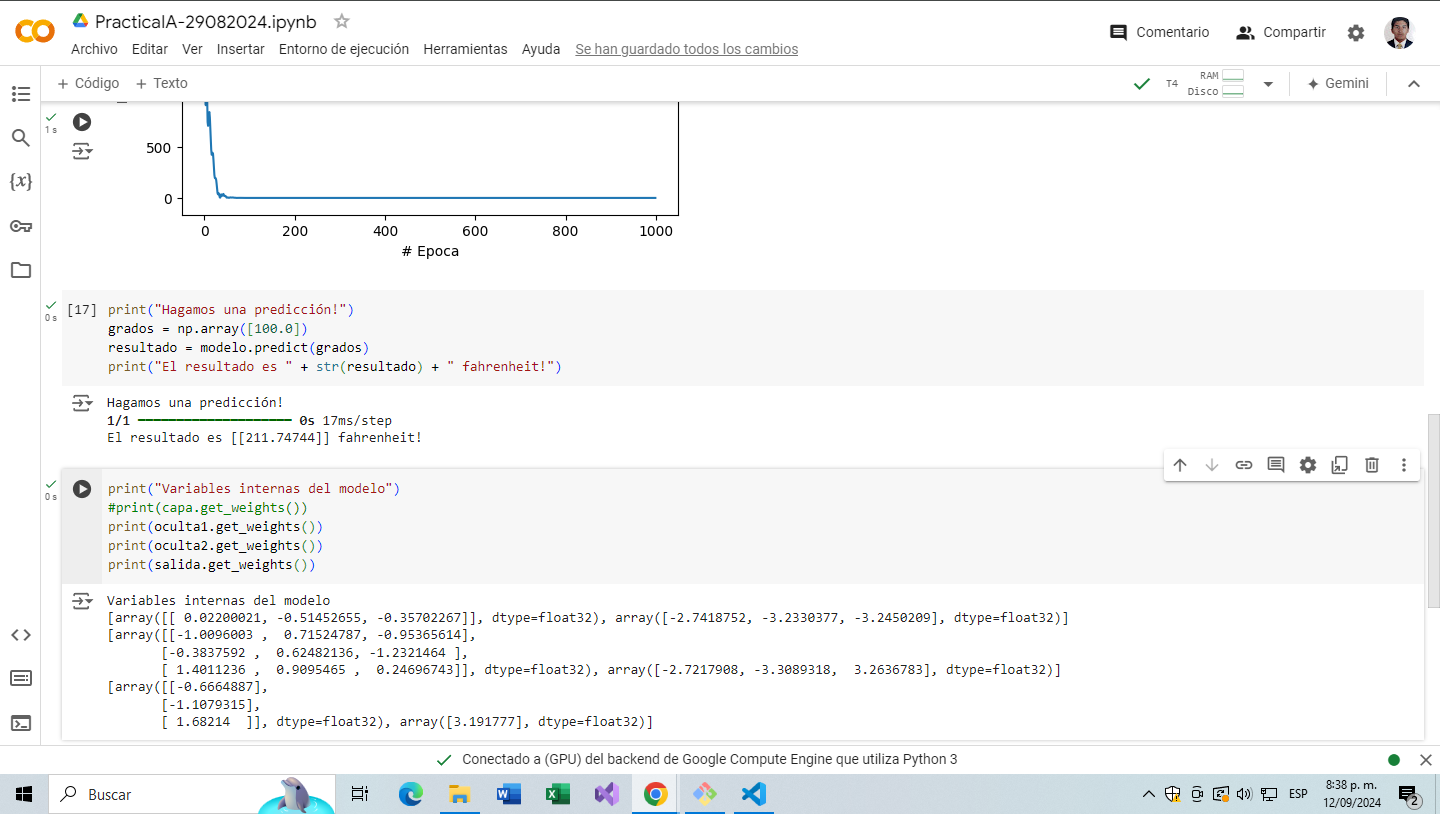 PracticaIA-29082024.ipynb
Archivo Editar Ver Insertar Entorno de ejecución Herramientas Ayuda Se han guardado todos los cambios
Comentario Compartir
+ Código + Texto
T4 RAM Disco Gemini
1 s
500
0
0 200 400 600 800 1000
# Epoca
0 s
[17] print("Hagamos una predicción!")
grados = np.array([100.0])
resultado = modelo.predict(grados)
print("El resultado es " + str(resultado) + " fahrenheit!")
Hagamos una predicción!
1/1 ━━━━━━━━━━━━━━━━━━━━ 0s 17ms/step
El resultado es [[211.74744]] fahrenheit!
0 s
print("Variables internas del modelo")
#print(capa.get_weights())
print(oculta1.get_weights())
print(oculta2.get_weights())
print(salida.get_weights())
Variables internas del modelo
[array([[ 0.02200021, -0.51452655, -0.35702267]], dtype=float32), array([-2.7418752, -3.2330377, -3.2450209], dtype=float32)]
[array([[-1.0096003 ,  0.71524787, -0.95365614],
[-0.3837592 ,  0.62482136, -1.2321464 ],
[ 1.4011236 ,  0.9095465 ,  0.24696743]], dtype=float32), array([-2.7217908, -3.3089318,  3.2636783], dtype=float32)]
[array([[-0.6664887],
[-1.1079315],
[ 1.68214  ]], dtype=float32), array([3.191777], dtype=float32)]
Conectado a (GPU) del backend de Google Compute Engine que utiliza Python 3
Buscar
ESP
8:38 p. m.
12/09/2024
2